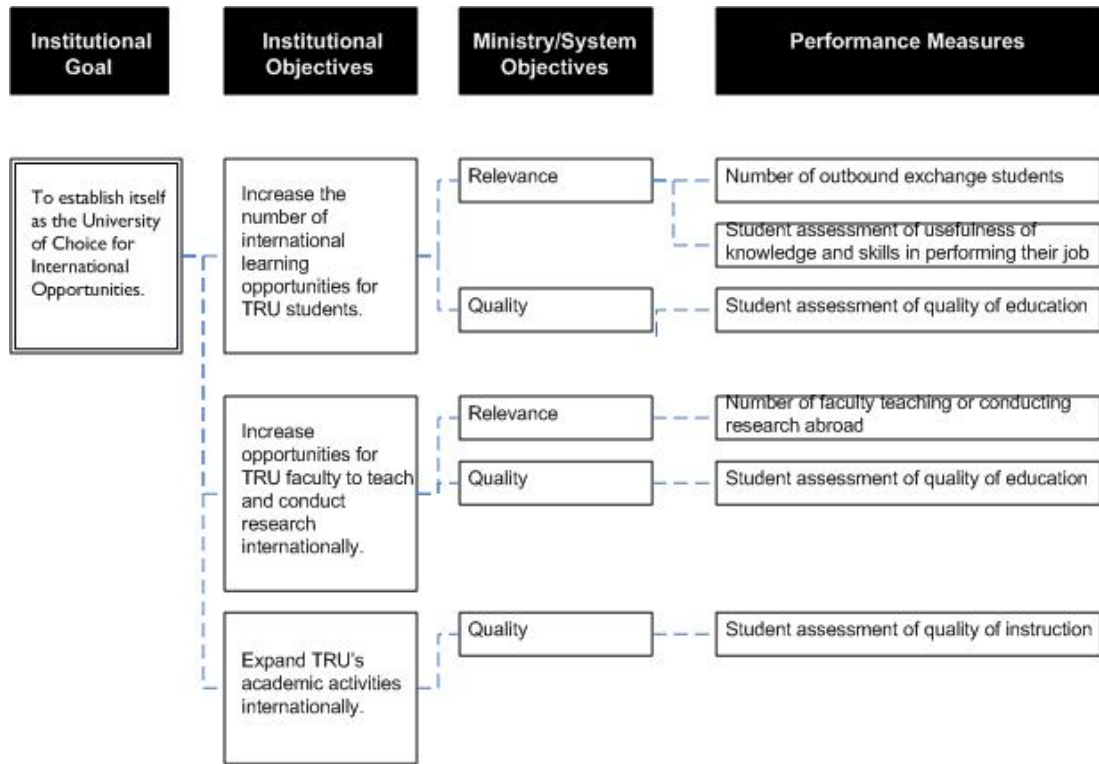 Institutional
Goal
Institutional
Objectives
Ministry/System
Objectives
Performance Measures
To establish itself
as the University
of Choice for
International
Opportunities.
Increase the
number of
international
learning
opportunities for
TRU students.
Relevance
Number of outbound exchange students
Student assessment of usefulness of
knowledge and skills in performing their job
Quality
Student assessment of quality of education
Increase
opportunities for
TRU faculty to teach
and conduct
research
internationally.
Relevance
Number of faculty teaching or conducting
research abroad
Quality
Student assessment of quality of education
Expand TRU's
academic activities
internationally.
Quality
Student assessment of quality of instruction